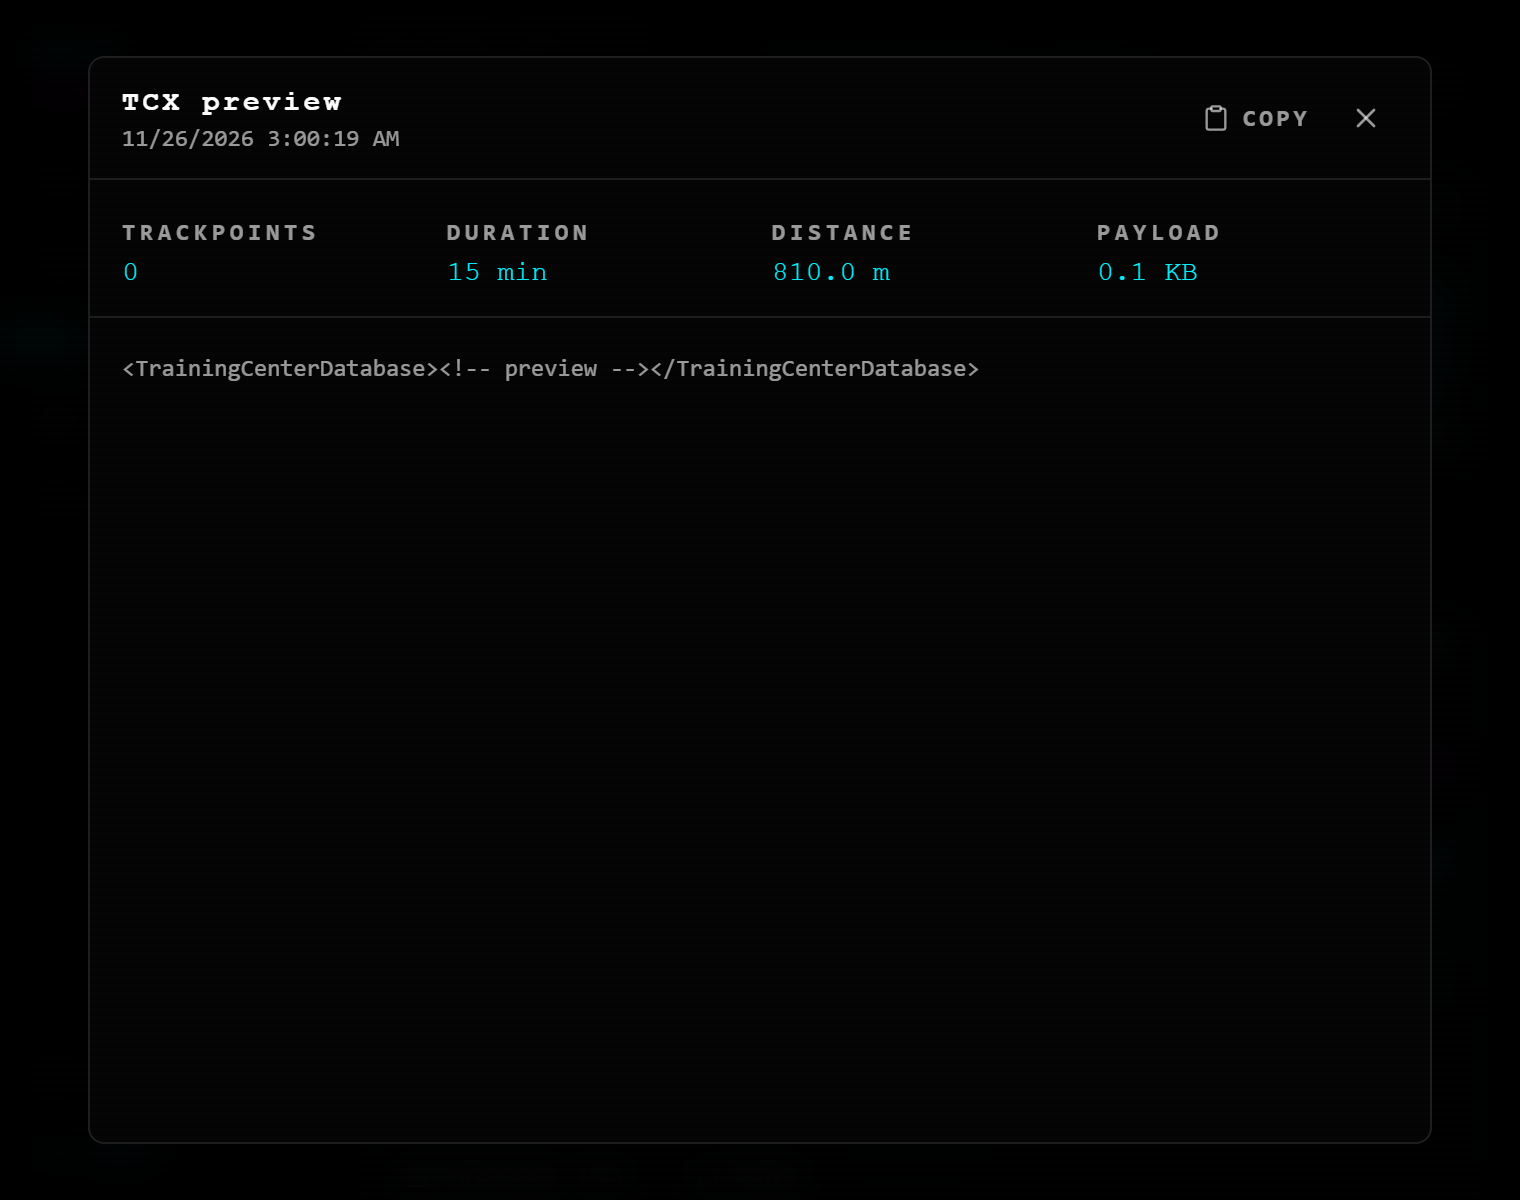 TCX preview
11/26/2026 3:00:19 AM
COPY
TRACKPOINTS DURATION DISTANCE PAYLOAD
0 15 min 810.0 m 0.1 KB
<TrainingCenterDatabase><!-- preview --></TrainingCenterDatabase>